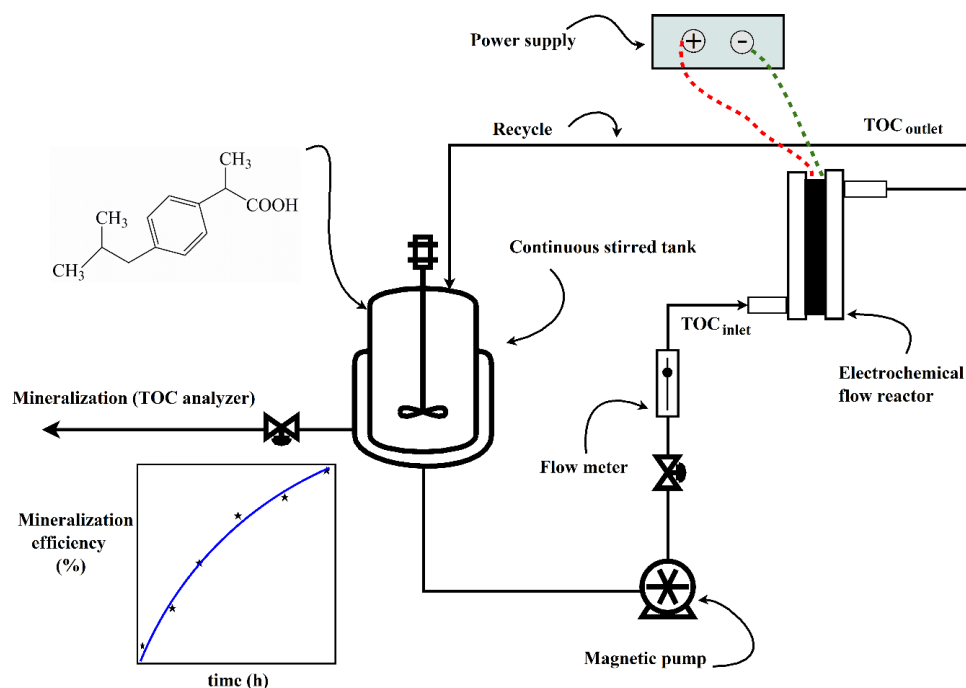 Power supply
+
-
Recycle
TOC outlet
CH3
COOH
CH3
CH3
Continuous stirred tank
TOC inlet
Electrochemical
flow reactor
Mineralization (TOC analyzer)
Flow meter
Mineralization
efficiency
(%)
Magnetic pump
time (h)